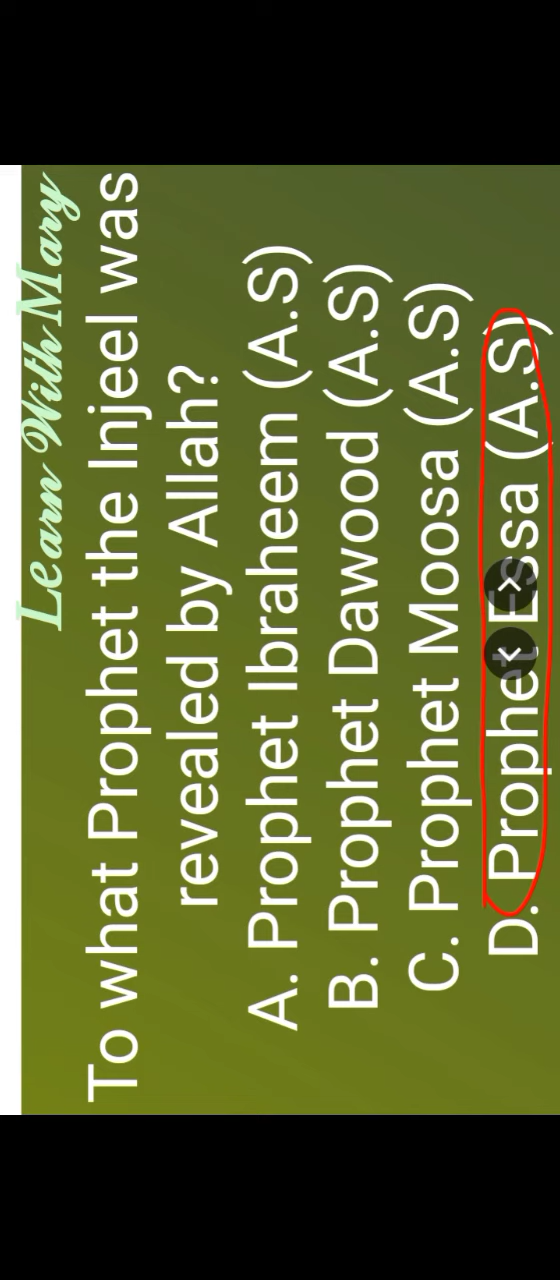 Learn With Mary
To what Prophet the Injeel was
revealed by Allah?
A. Prophet Ibraheem (A.S)
B. Prophet Dawood (A.S)
C. Prophet Moosa (A.S)
D. Prophet Essa (A.S)